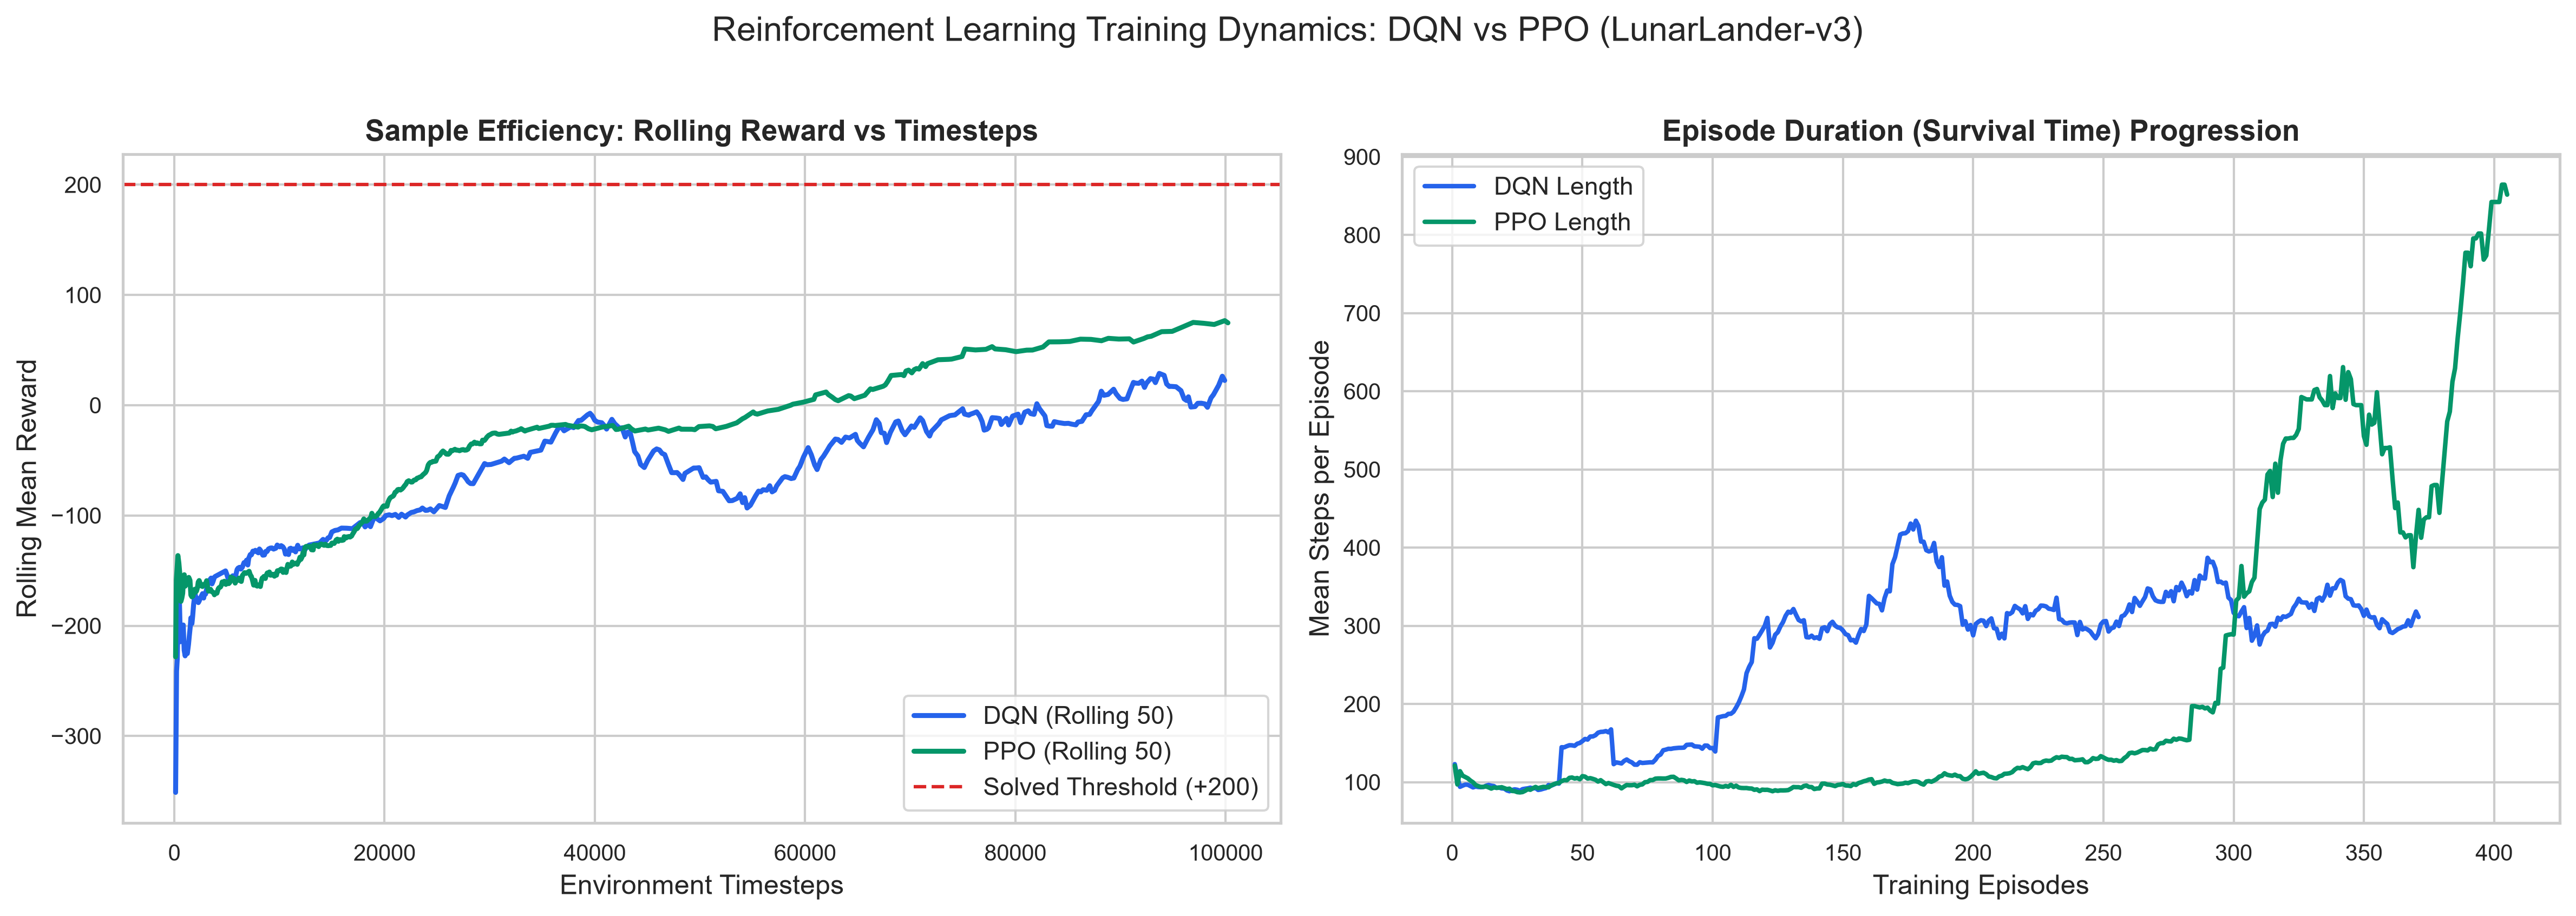 Reinforcement Learning Training Dynamics: DQN vs PPO (LunarLander-v3)
Sample Efficiency: Rolling Reward vs Timesteps
Rolling Mean Reward
200
100
0
−100
−200
−300
DQN (Rolling 50)
PPO (Rolling 50)
Solved Threshold (+200)
0
20000
40000
60000
80000
100000
Environment Timesteps
Episode Duration (Survival Time) Progression
Mean Steps per Episode
900
800
700
600
500
400
300
200
100
DQN Length
PPO Length
0
50
100
150
200
250
300
350
400
Training Episodes